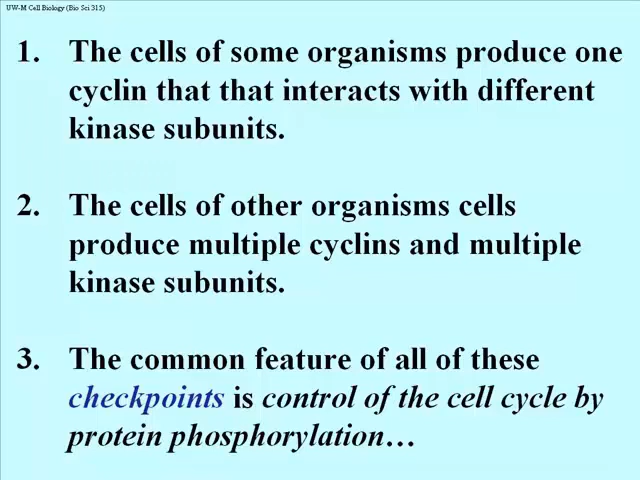 UW-M Cell Biology (Bio Sci 315)
1. The cells of some organisms produce one
cyclin that that interacts with different
kinase subunits.
2. The cells of other organisms cells
produce multiple cyclins and multiple
kinase subunits.
3. The common feature of all of these
checkpoints is control of the cell cycle by
protein phosphorylation…